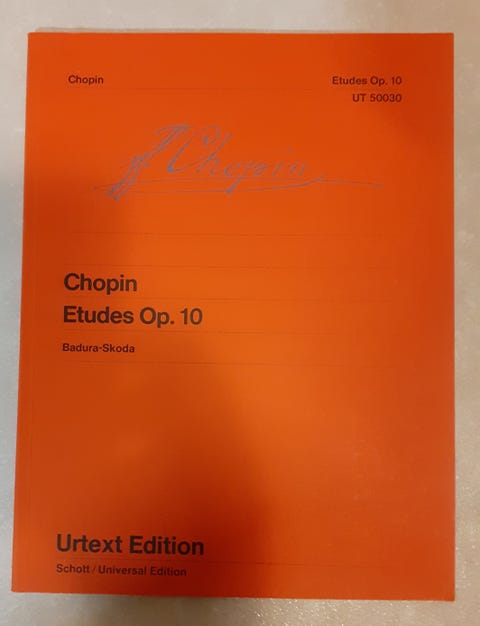 Chopin
Etudes Op. 10
UT 50030
F Chopin
Chopin
Etudes Op. 10
Badura-Skoda
Urtext Edition
Schott / Universal Edition